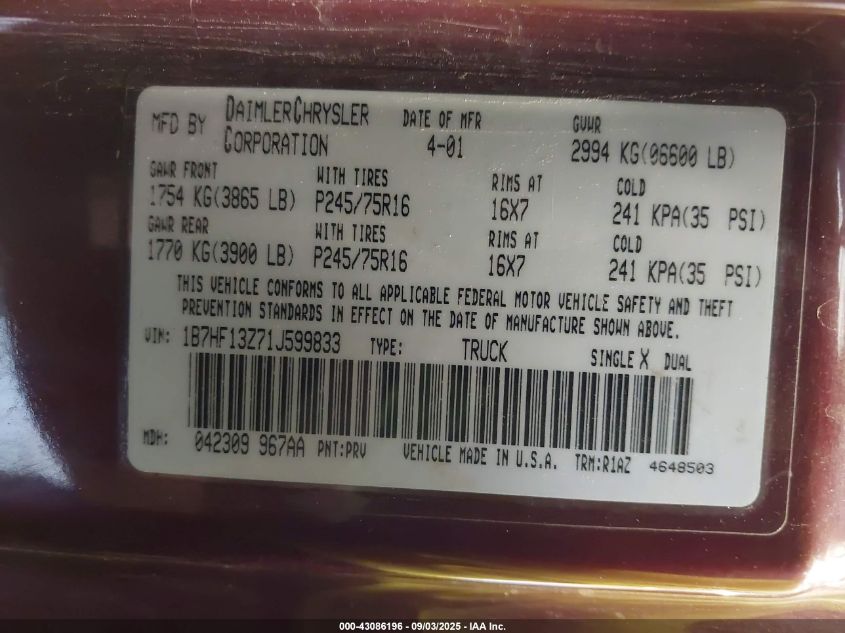 MFD BY DAIMLERCHRYSLER CORPORATION DATE OF MFR 4-01 GVWR 2994 KG(06600 LB)
GAWR FRONT WITH TIRES RIMS AT COLD
1754 KG(3865 LB) P245/75R16 16X7 241 KPA(35 PSI)
GAWR REAR WITH TIRES RIMS AT COLD
1770 KG(3900 LB) P245/75R16 16X7 241 KPA(35 PSI)
THIS VEHICLE CONFORMS TO ALL APPLICABLE FEDERAL MOTOR VEHICLE SAFETY AND THEFT
PREVENTION STANDARDS IN EFFECT ON THE DATE OF MANUFACTURE SHOWN ABOVE.
VIN: 1B7HF13Z71J599833 TYPE: TRUCK SINGLE X DUAL
MDH: 042309 967AA PNT:PRV VEHICLE MADE IN U.S.A. TRM:R1AZ 4648503
000-43086196 - 09/03/2025 - IAA Inc.